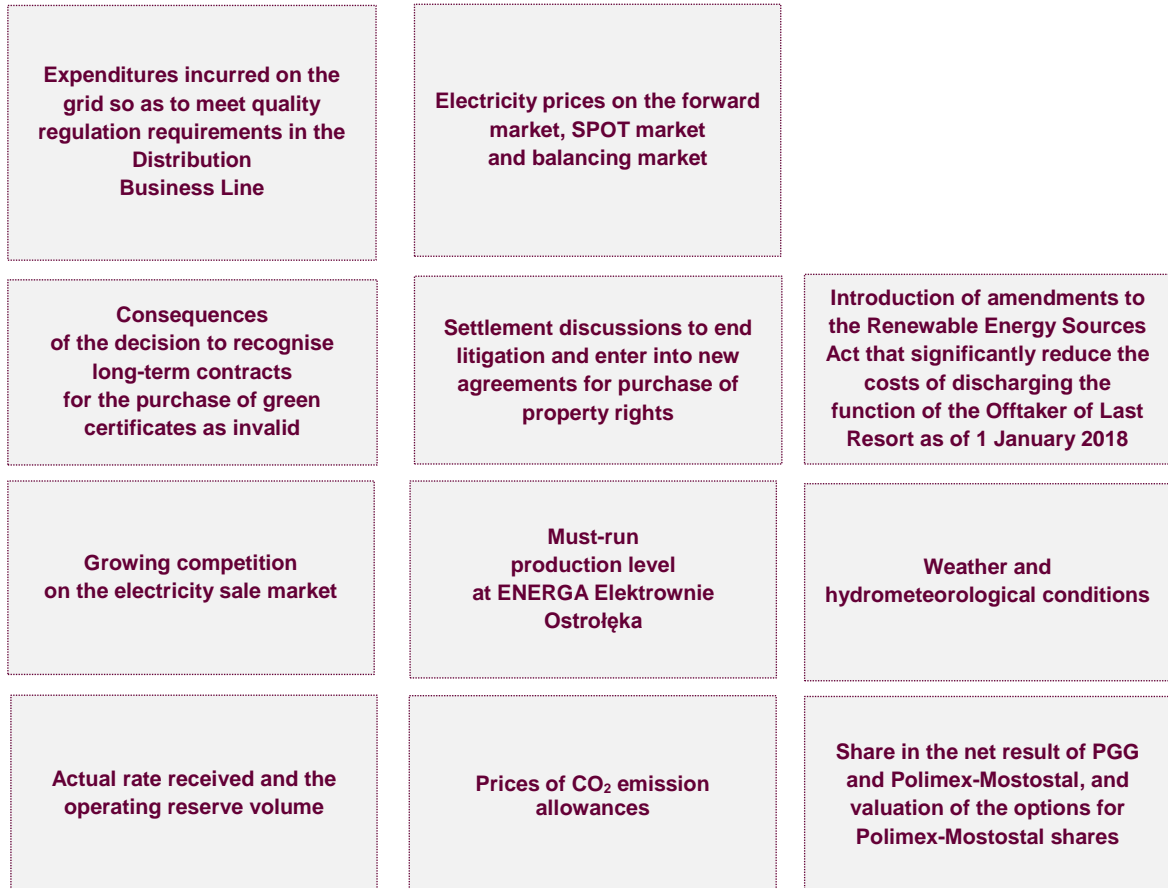 Expenditures incurred on the
grid so as to meet quality
regulation requirements in the
Distribution
Business Line
Electricity prices on the forward
market, SPOT market
and balancing market
Consequences
of the decision to recognise
long-term contracts
for the purchase of green
certificates as invalid
Settlement discussions to end
litigation and enter into new
agreements for purchase of
property rights
Introduction of amendments to
the Renewable Energy Sources
Act that significantly reduce the
costs of discharging the
function of the Offtaker of Last
Resort as of 1 January 2018
Growing competition
on the electricity sale market
Must-run
production level
at ENERGA Elektrownie
Ostrołęka
Weather and
hydrometeorological conditions
Actual rate received and the
operating reserve volume
Prices of CO₂ emission
allowances
Share in the net result of PGG
and Polimex-Mostostal, and
valuation of the options for
Polimex-Mostostal shares